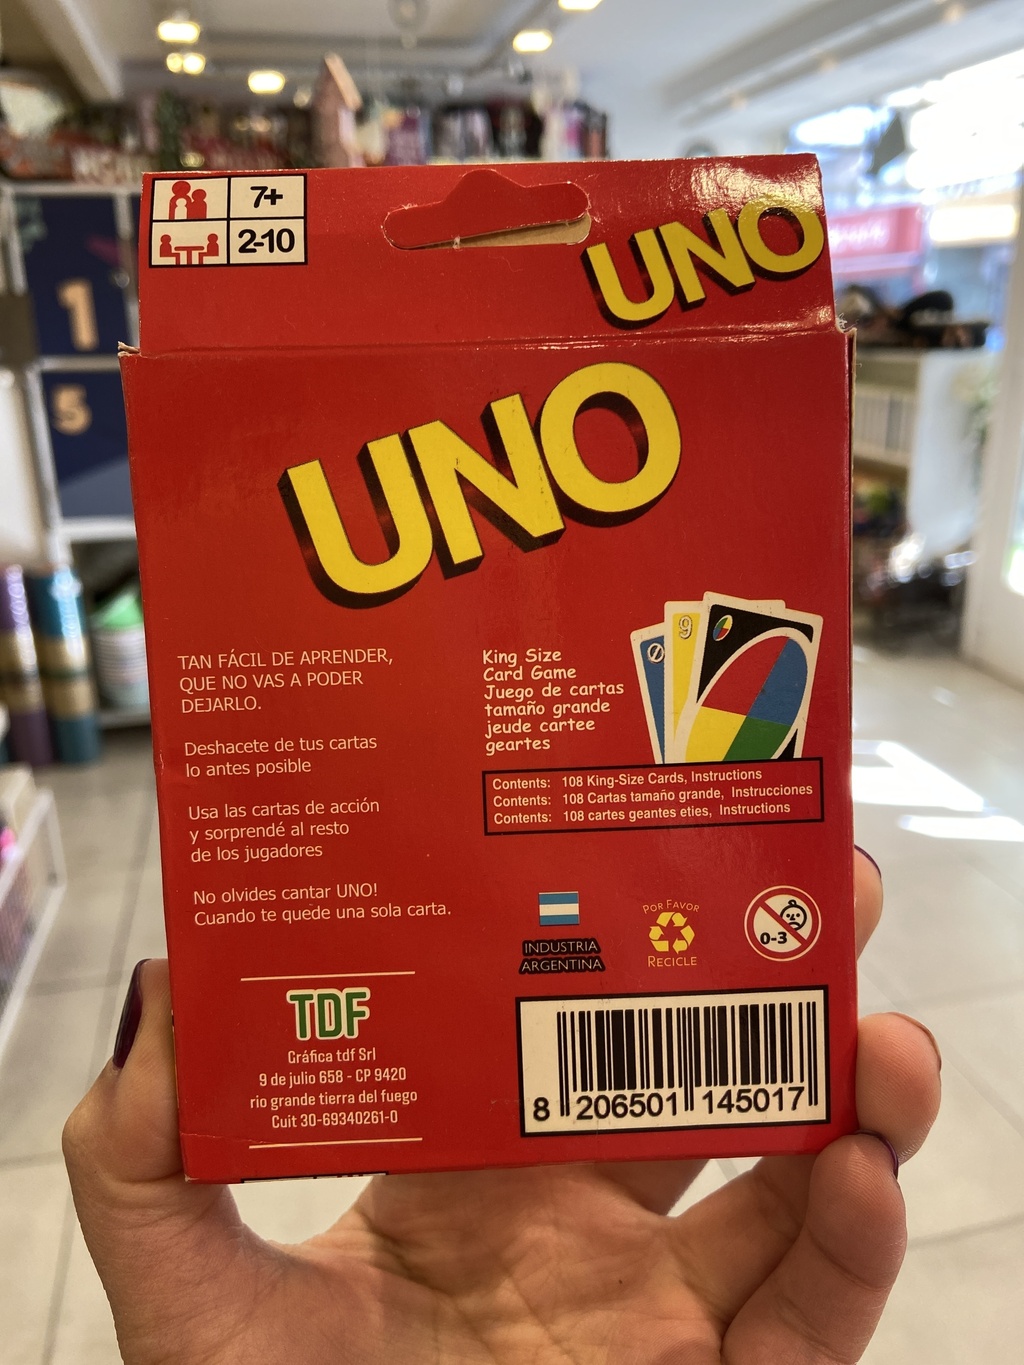 7+
2-10
UNO
UNO
TAN FÁCIL DE APRENDER,
QUE NO VAS A PODER
DEJARLO.
Deshacete de tus cartas
lo antes posible
Usa las cartas de acción
y sorprendé al resto
de los jugadores
No olvides cantar UNO!
Cuando te quede una sola carta.
King Size
Card Game
Juego de cartas
tamaño grande
jeude cartee
geartes
0
9
Contents: 108 King-Size Cards, Instructions
Contents: 108 Cartas tamaño grande, Instrucciones
Contents: 108 cartes geantes eties, Instructions
INDUSTRIA
ARGENTINA
POR FAVOR
RECICLE
0-3
TDF
Gráfica tdf Srl
9 de julio 658 - CP 9420
rio grande tierra del fuego
Cuit 30-69340261-0
8 206501 145017
1
5